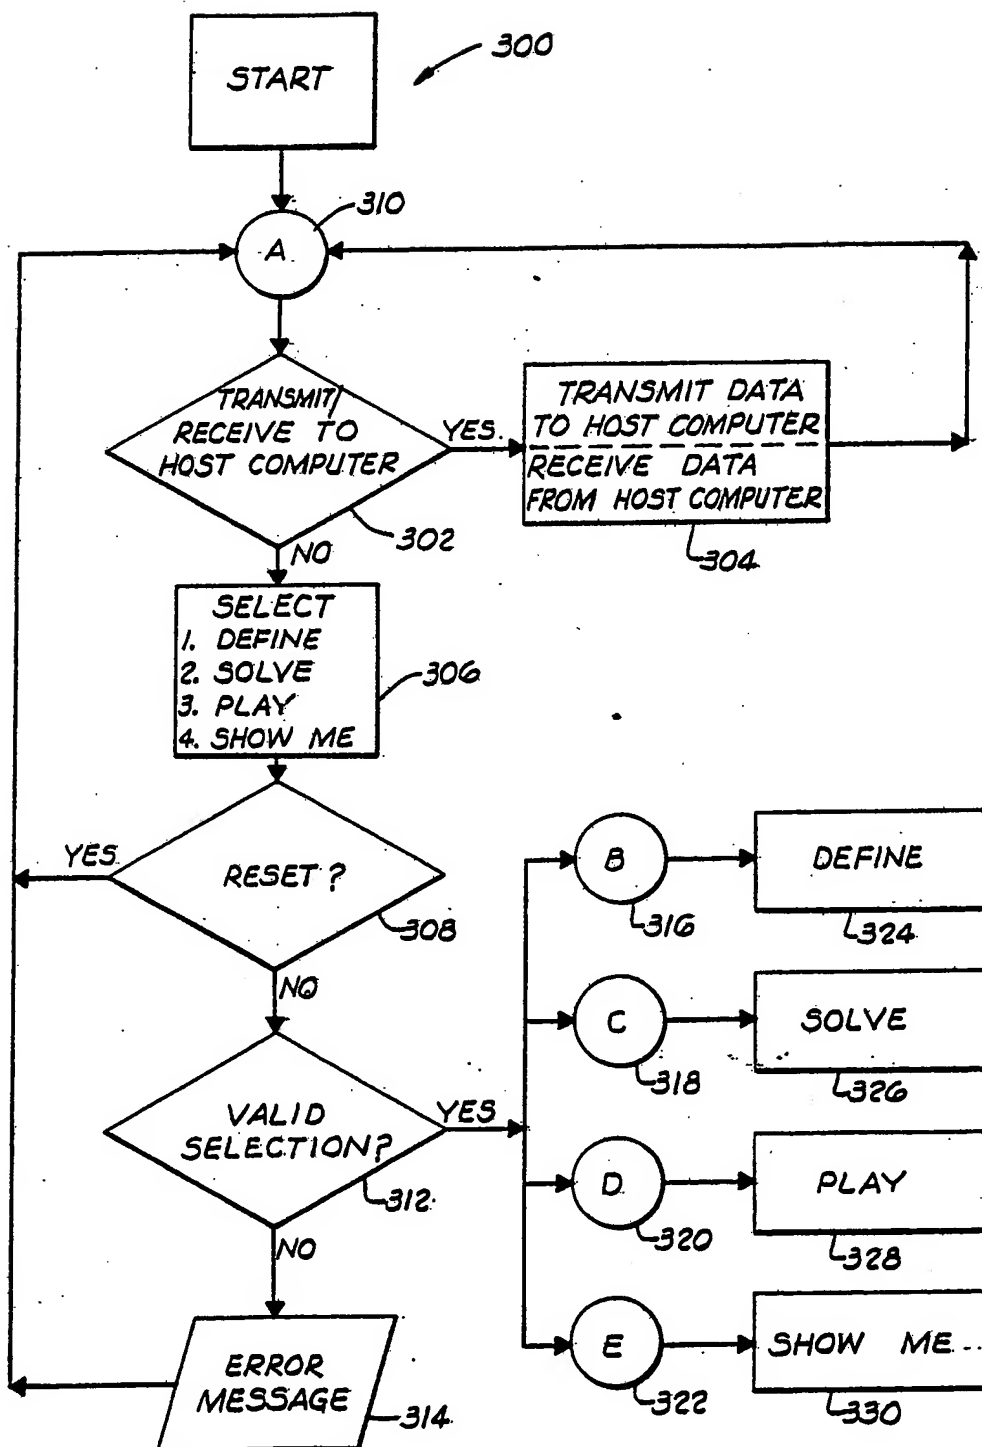 START
300
310
A
TRANSMIT/
RECEIVE TO
HOST COMPUTER
YES
302
NO
TRANSMIT DATA
TO HOST COMPUTER
RECEIVE DATA
FROM HOST COMPUTER
304
SELECT
1. DEFINE
2. SOLVE
3. PLAY
4. SHOW ME
306
YES
RESET?
308
NO
VALID
SELECTION?
YES
312
NO
ERROR
MESSAGE
314
B
316
DEFINE
324
C
318
SOLVE
326
D
320
PLAY
328
E
322
SHOW ME
330